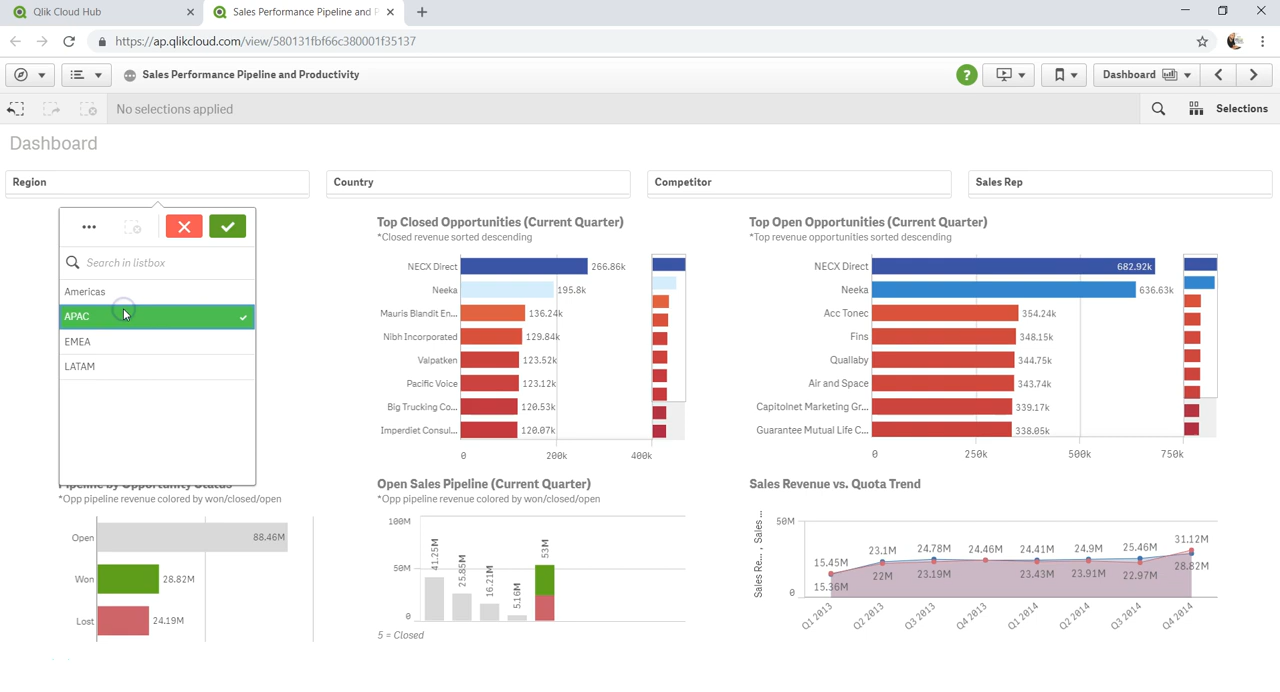 Qlik Cloud Hub
Sales Performance Pipeline and P
https://ap.qlikcloud.com/view/580131fbf66c380001f35137
Sales Performance Pipeline and Productivity
?
Dashboard
No selections applied
Selections
Dashboard
Region
Country
Competitor
Sales Rep
Search in listbox
Americas
APAC
EMEA
LATAM
Top Closed Opportunities (Current Quarter)
*Closed revenue sorted descending
NECX Direct 266.86k
Neeka 195.8k
Mauris Blandit En... 136.24k
Nibh Incorporated 129.84k
Valpatken 123.52k
Pacific Voice 123.12k
Big Trucking Co... 120.53k
Imperdiet Consul... 120.07k
0 200k 400k
Top Open Opportunities (Current Quarter)
*Top revenue opportunities sorted descending
NECX Direct 682.92k
Neeka 636.63k
Acc Tonec 354.24k
Fins 348.15k
Quallaby 344.75k
Air and Space 343.74k
Capitolnet Marketing Gr... 339.17k
Guarantee Mutual Life C... 338.05k
0 250k 500k 750k
Pipeline by Opportunity Status
*Opp pipeline revenue colored by won/closed/open
Open 88.46M
Won 28.82M
Lost 24.19M
Open Sales Pipeline (Current Quarter)
*Opp pipeline revenue colored by won/closed/open
100M
50M
0
41.25M
25.85M
16.21M
5.16M
53M
5 = Closed
Sales Revenue vs. Quota Trend
Sales Re... , Sales ...
50M
0
15.45M 23.1M 24.78M 24.46M 24.41M 24.9M 25.46M 31.12M
15.36M 22M 23.19M 23.43M 23.91M 22.97M 28.82M
Q1 2013 Q2 2013 Q3 2013 Q4 2013 Q1 2014 Q2 2014 Q3 2014 Q4 2014